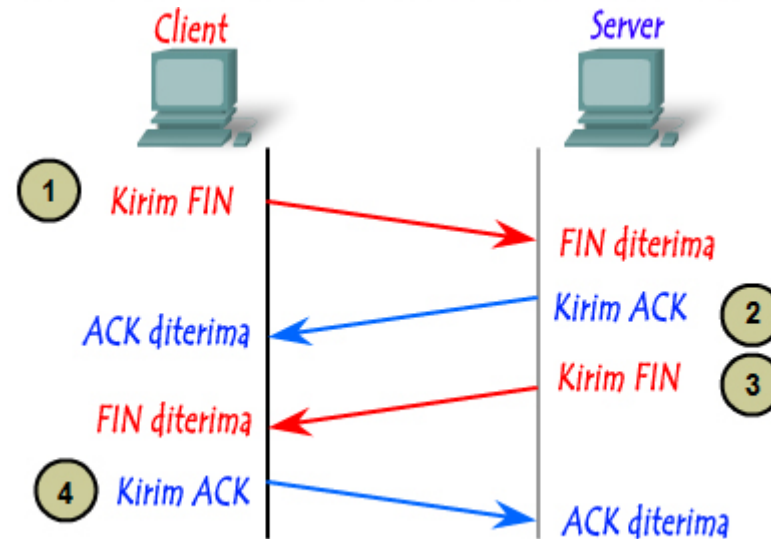 Client
Server
1
Kirim FIN
FIN diterima
Kirim ACK
2
ACK diterima
Kirim FIN
3
FIN diterima
4
Kirim ACK
ACK diterima